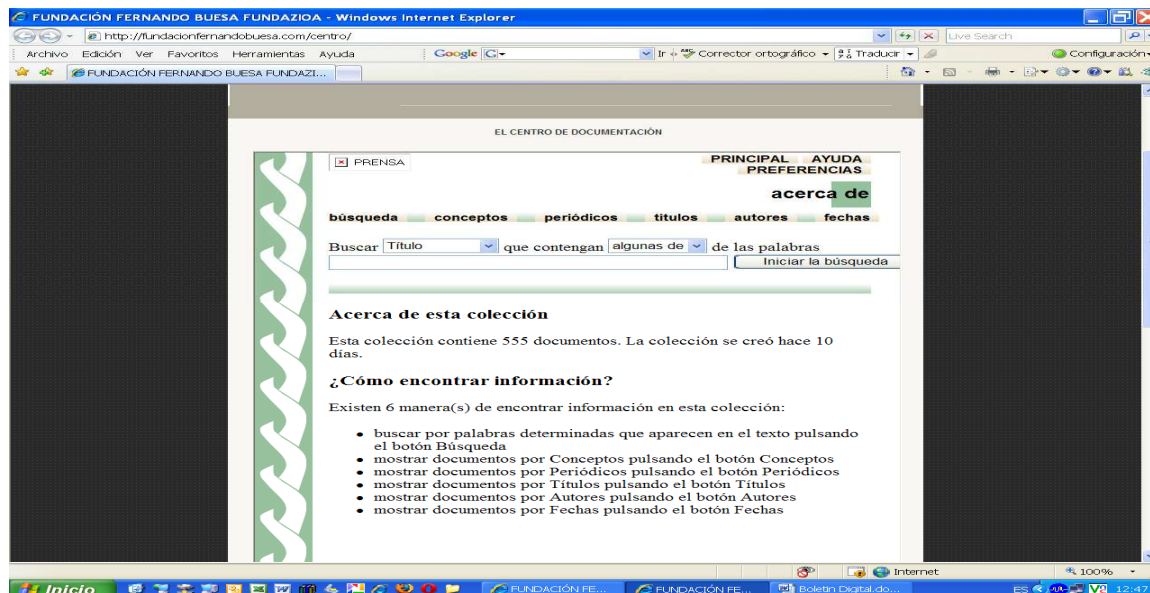 FUNDACIÓN FERNANDO BUESA FUNDAZIOA - Windows Internet Explorer
http://fundacionfernandobuesa.com/centro/
Live Search
Archivo Edición Ver Favoritos Herramientas Ayuda
Google
Ir
Corrector ortográfico
Traducir
Configuración
FUNDACIÓN FERNANDO BUESA FUNDAZI...
EL CENTRO DE DOCUMENTACIÓN
PRENSA
PRINCIPAL AYUDA
PREFERENCIAS
acerca de
búsqueda conceptos periódicos titulos autores fechas
Buscar Título que contengan algunas de de las palabras
Iniciar la búsqueda
Acerca de esta colección
Esta colección contiene 555 documentos. La colección se creó hace 10
días.
¿Cómo encontrar información?
Existen 6 manera(s) de encontrar información en esta colección:
• buscar por palabras determinadas que aparecen en el texto pulsando
el botón Búsqueda
• mostrar documentos por Conceptos pulsando el botón Conceptos
• mostrar documentos por Periódicos pulsando el botón Periódicos
• mostrar documentos por Títulos pulsando el botón Títulos
• mostrar documentos por Autores pulsando el botón Autores
• mostrar documentos por Fechas pulsando el botón Fechas
Internet
100%
Inicio
FUNDACIÓN FE...
FUNDACIÓN FE...
Boletin Digital.do...
ES
12:47